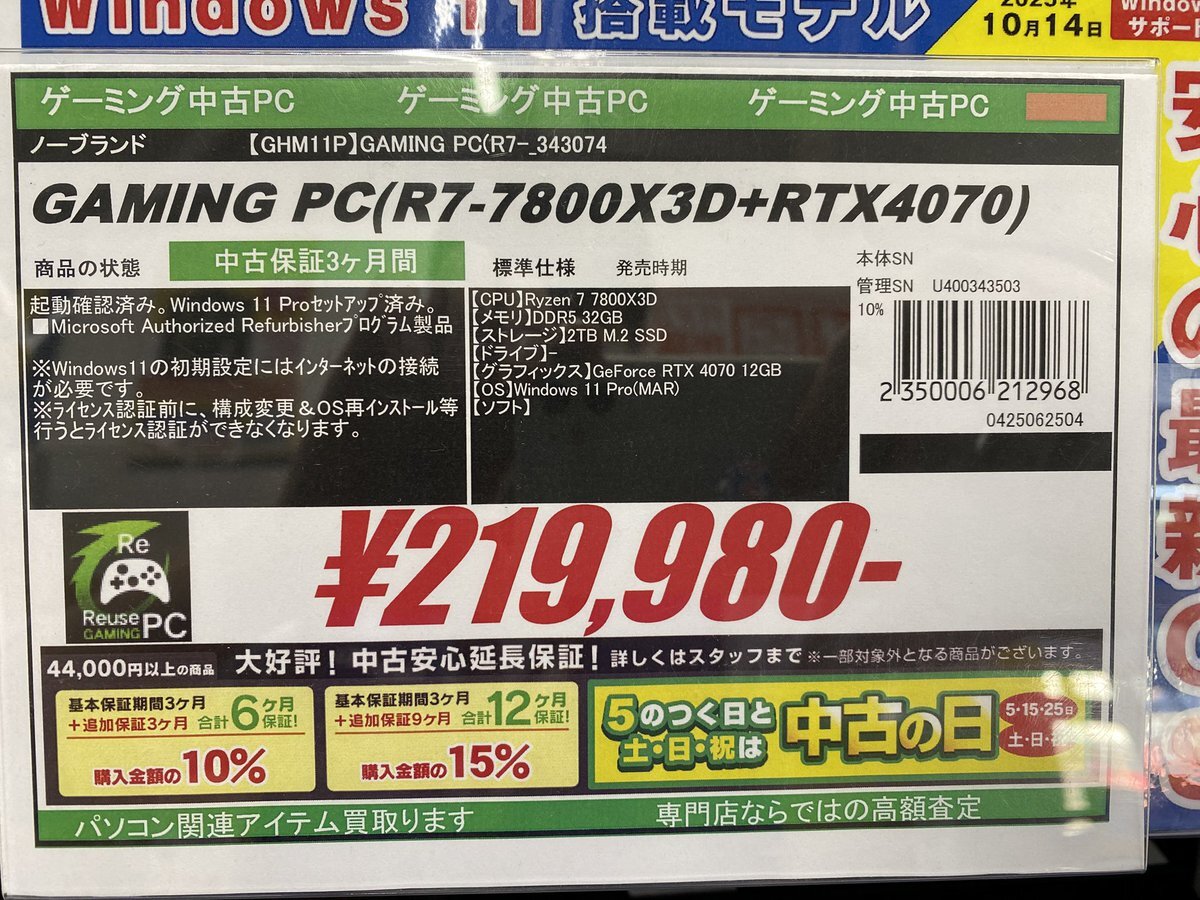 Windows 11 搭載モデル
2025年
10月14日
サポート
ゲーミング中古PC ゲーミング中古PC ゲーミング中古PC
ノーブランド 【GHM11P】GAMING PC(R7-_343074
GAMING PC(R7-7800X3D+RTX4070)
商品の状態 中古保証3ヶ月間 標準仕様 発売時期
本体SN
管理SN U400343503
10%
起動確認済み。Windows 11 Proセットアップ済み。
■Microsoft Authorized Refurbisherプログラム製品
※Windows11の初期設定にはインターネットの接続
が必要です。
※ライセンス認証前に、構成変更&OS再インストール等
行うとライセンス認証ができなくなります。
【CPU】Ryzen 7 7800X3D
【メモリ】DDR5 32GB
【ストレージ】2TB M.2 SSD
【ドライブ】-
【グラフィックス】GeForce RTX 4070 12GB
【OS】Windows 11 Pro(MAR)
【ソフト】
2350006212968
0425062504
¥219,980-
Re
Reuse
GAMING PC
44,000円以上の商品 大好評!中古安心延長保証!詳しくはスタッフまで ※一部対象外となる商品がございます。
基本保証期間3ヶ月
+追加保証3ヶ月 合計6ヶ月保証!
購入金額の10%
基本保証期間3ヶ月
+追加保証9ヶ月 合計12ヶ月保証!
購入金額の15%
5のつく日と
土・日・祝は
中古の日
5・15・25日
土・日・祝
パソコン関連アイテム買取ります 専門店ならではの高額査定
安心の最新